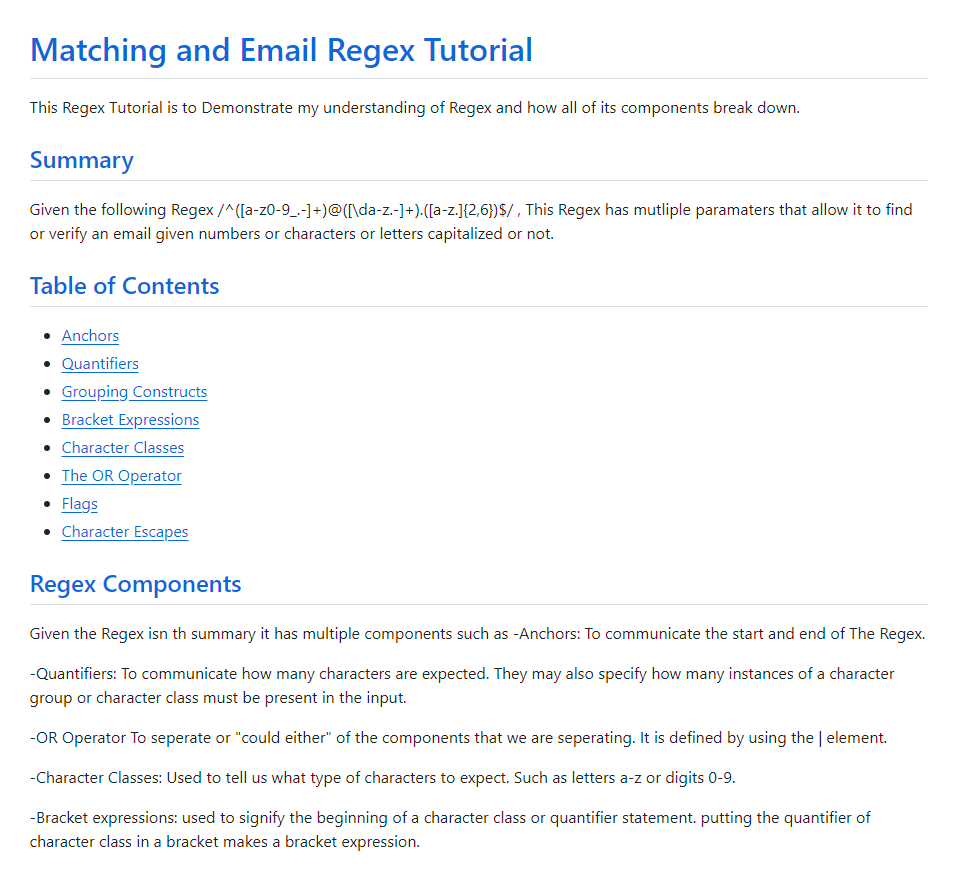 Matching and Email Regex Tutorial
This Regex Tutorial is to Demonstrate my understanding of Regex and how all of its components break down.
Summary
Given the following Regex /^([a-z0-9_.-]+)@([\da-z.-]+).([a-z.]{2,6})$/ , This Regex has mutliple paramaters that allow it to find
or verify an email given numbers or characters or letters capitalized or not.
Table of Contents
• Anchors
• Quantifiers
• Grouping Constructs
• Bracket Expressions
• Character Classes
• The OR Operator
• Flags
• Character Escapes
Regex Components
Given the Regex isn th summary it has multiple components such as -Anchors: To communicate the start and end of The Regex.
-Quantifiers: To communicate how many characters are expected. They may also specify how many instances of a character
group or character class must be present in the input.
-OR Operator To seperate or "could either" of the components that we are seperating. It is defined by using the | element.
-Character Classes: Used to tell us what type of characters to expect. Such as letters a-z or digits 0-9.
-Bracket expressions: used to signify the beginning of a character class or quantifier statement. putting the quantifier of
character class in a bracket makes a bracket expression.